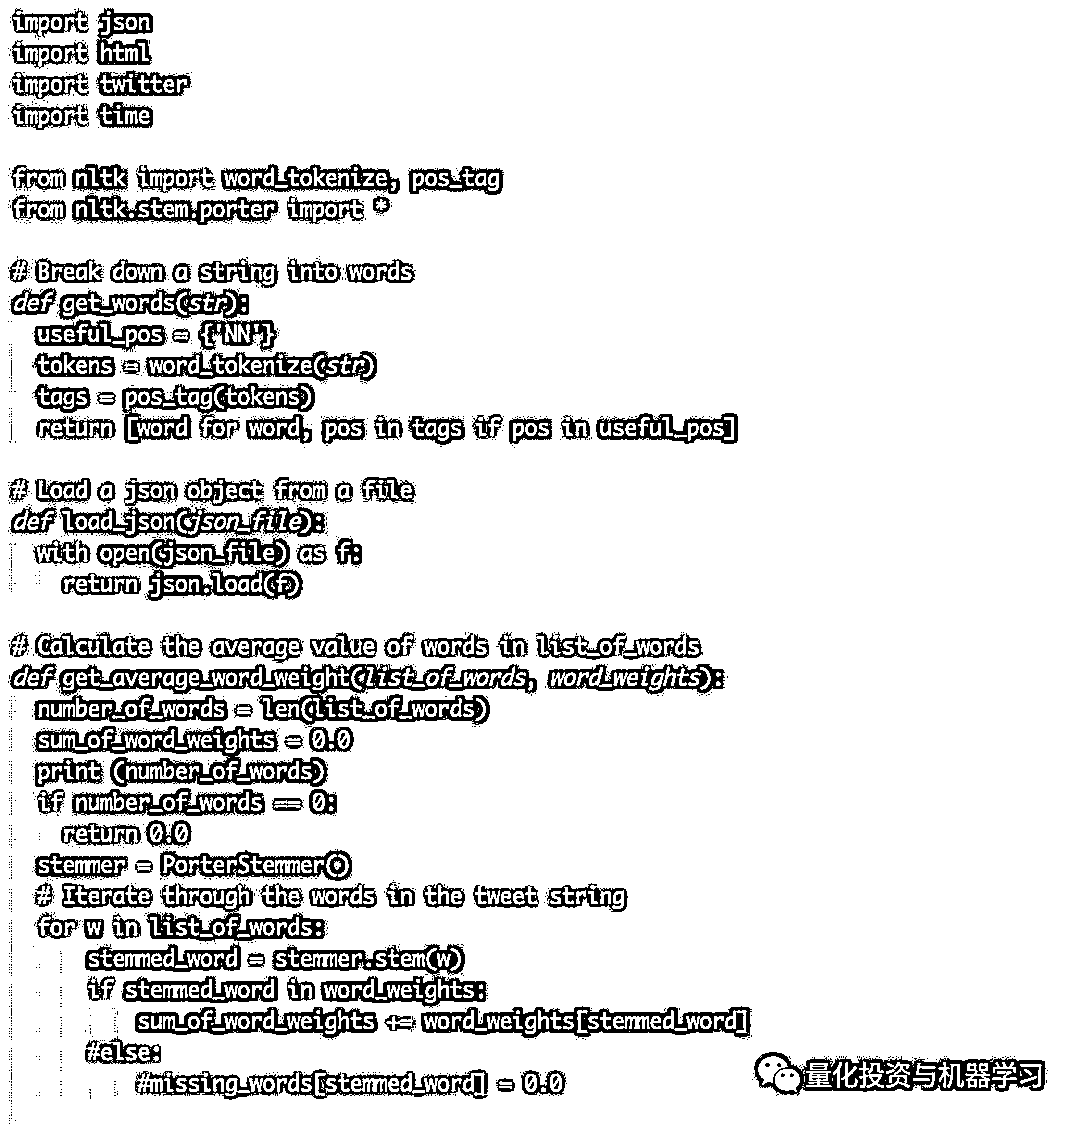 import json
import html
import twitter
import time
from nltk import word_tokenize, pos_tag
from nltk.stem.porter import *
# Break down a string into words
def get_words(str):
useful_pos = {'NN'}
tokens = word_tokenize(str)
tags = pos_tag(tokens)
return [word for word, pos in tags if pos in useful_pos]
# Load a json object from a file
def load_json(json_file):
with open(json_file) as f:
return json.load(f)
# Calculate the average value of words in list_of_words
def get_average_word_weight(list_of_words, word_weights):
number_of_words = len(list_of_words)
sum_of_word_weights = 0.0
print (number_of_words)
if number_of_words == 0:
return 0.0
stemmer = PorterStemmer()
# Iterate through the words in the tweet string
for w in list_of_words:
stemmed_word = stemmer.stem(w)
if stemmed_word in word_weights:
sum_of_word_weights += word_weights[stemmed_word]
#else:
#missing_words[stemmed_word] = 0.0
量化投资与机器学习